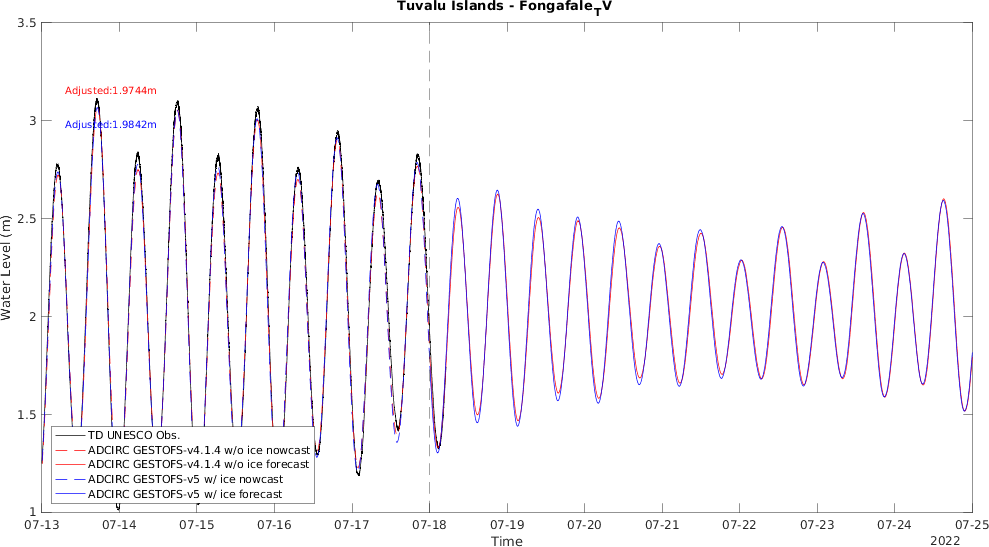 Tuvalu Islands - Fongafale_TV
3.5
3
2.5
2
1.5
1
Water Level (m)
Adjusted:1.9744m
Adjusted:1.9842m
TD UNESCO Obs.
ADCIRC GESTOFS-v4.1.4 w/o ice nowcast
ADCIRC GESTOFS-v4.1.4 w/o ice forecast
ADCIRC GESTOFS-v5 w/ ice nowcast
ADCIRC GESTOFS-v5 w/ ice forecast
07-13 07-14 07-15 07-16 07-17 07-18 07-19 07-20 07-21 07-22 07-23 07-24 07-25
Time
2022